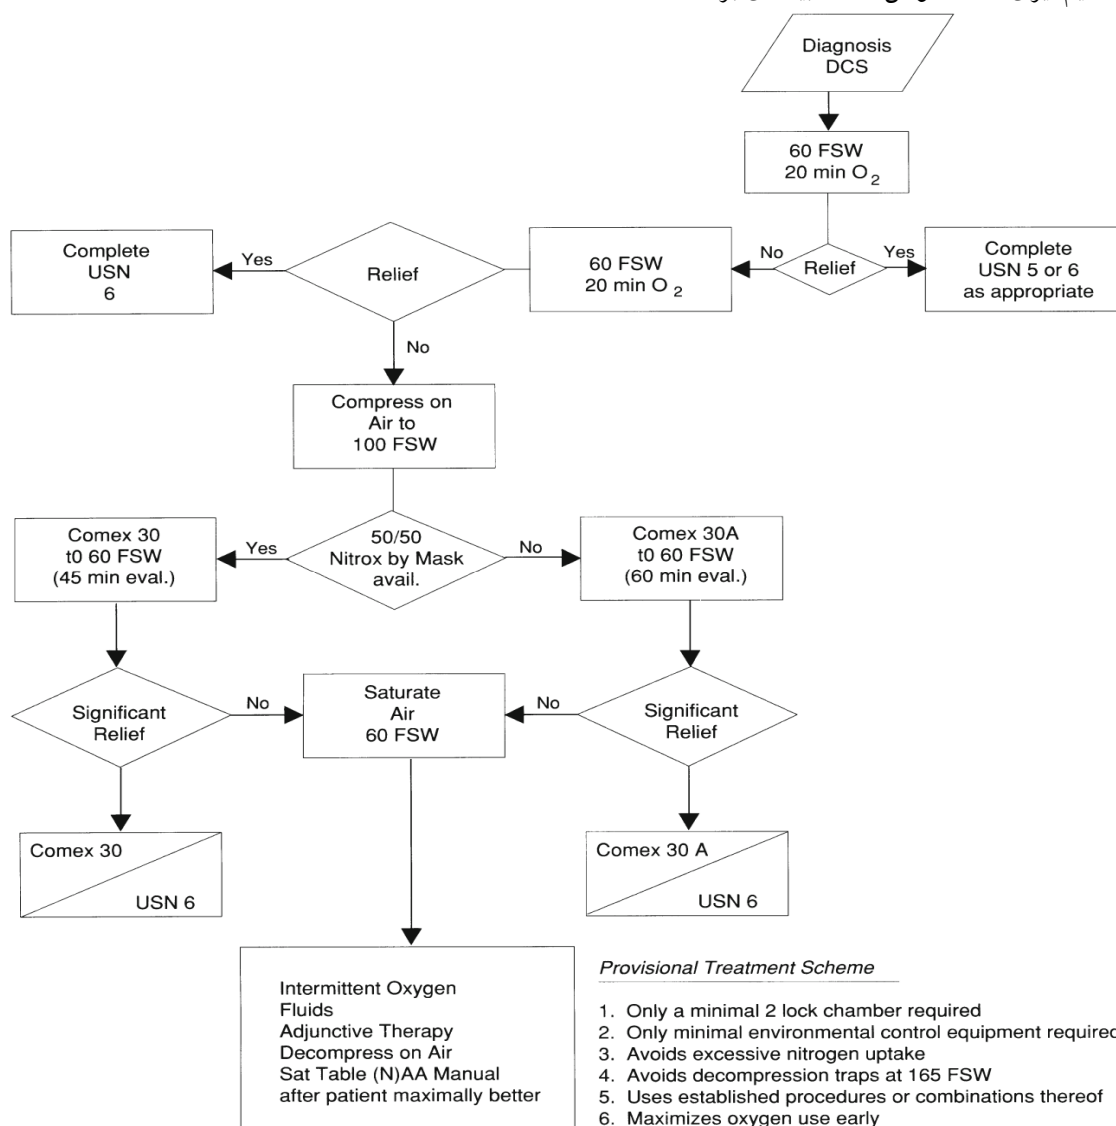 Diagnosis
DCS
60 FSW
20 min O2
Relief
No
Yes
Complete
USN 5 or 6
as appropriate
60 FSW
20 min O2
Relief
Yes
Complete
USN
6
No
Compress on
Air to
100 FSW
50/50
Nitrox by Mask
avail.
Yes
No
Comex 30
t0 60 FSW
(45 min eval.)
Comex 30A
t0 60 FSW
(60 min eval.)
Significant
Relief
No
Saturate
Air
60 FSW
No
Significant
Relief
Comex 30
USN 6
Comex 30 A
USN 6
Intermittent Oxygen
Fluids
Adjunctive Therapy
Decompress on Air
Sat Table (N)AA Manual
after patient maximally better
Provisional Treatment Scheme
1. Only a minimal 2 lock chamber required
2. Only minimal environmental control equipment required
3. Avoids excessive nitrogen uptake
4. Avoids decompression traps at 165 FSW
5. Uses established procedures or combinations thereof
6. Maximizes oxygen use early